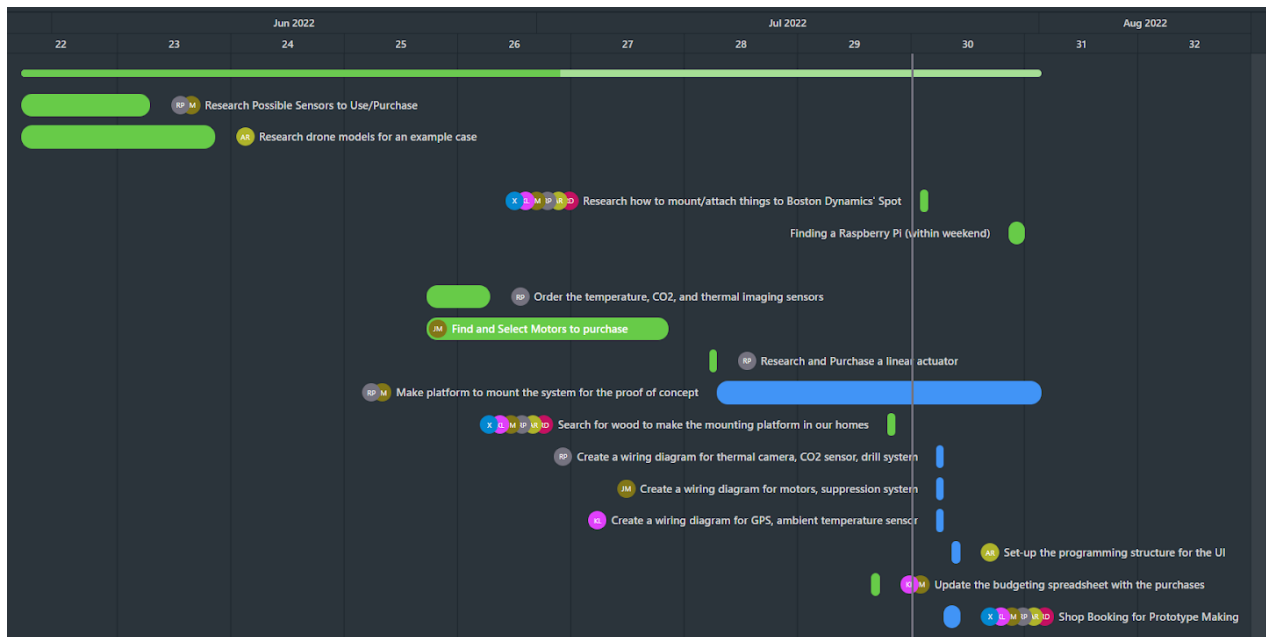 Jun 2022 Jul 2022 Aug 2022
22 23 24 25 26 27 28 29 30 31 32
RP M Research Possible Sensors to Use/Purchase
AR Research drone models for an example case
X M Research how to mount/attach things to Boston Dynamics' Spot
Finding a Raspberry Pi (within weekend)
RP Order the temperature, CO2, and thermal imaging sensors
JM Find and Select Motors to purchase
RP Research and Purchase a linear actuator
RP M Make platform to mount the system for the proof of concept
X M Search for wood to make the mounting platform in our homes
RP Create a wiring diagram for thermal camera, CO2 sensor, drill system
JM Create a wiring diagram for motors, suppression system
KL Create a wiring diagram for GPS, ambient temperature sensor
AR Set-up the programming structure for the UI
M Update the budgeting spreadsheet with the purchases
X M Shop Booking for Prototype Making